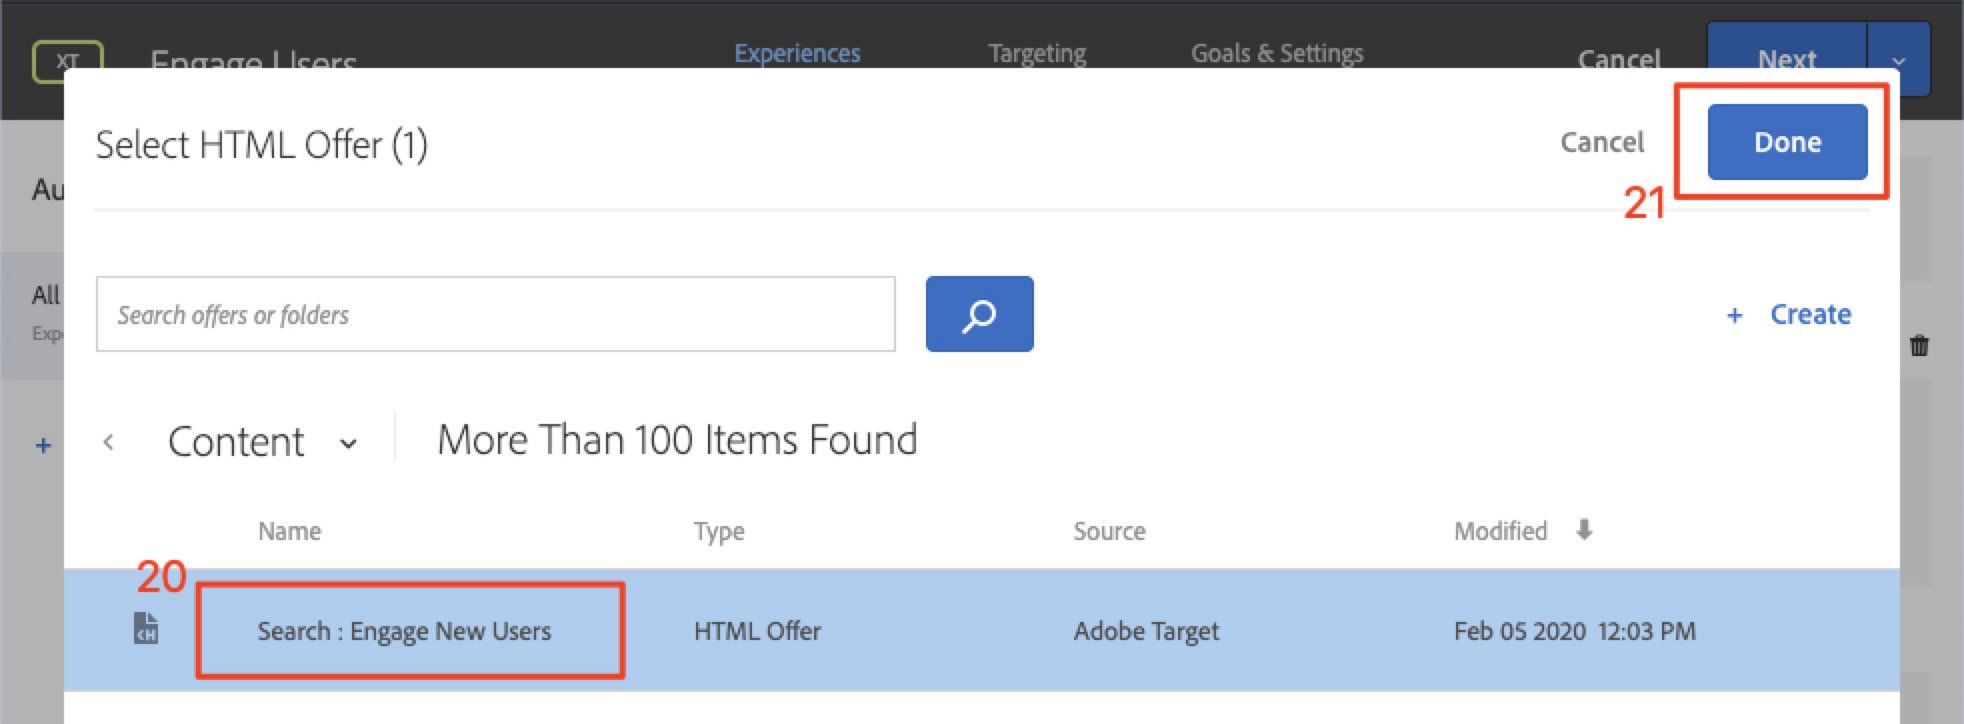 XT Engage Users Experiences Targeting Goals & Settings Cancel Next
Select HTML Offer (1) Cancel Done
21
Au
All
Exp
Search offers or folders + Create
+ < Content More Than 100 Items Found
Name Type Source Modified
20
Search : Engage New Users HTML Offer Adobe Target Feb 05 2020 12:03 PM